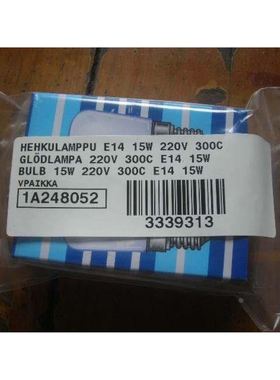 HEHKULAMPPU E14 15W 220V 300C
GLÖDLAMPA 220V 300C E14 15W
BULB 15W 220V 300C E14 15W
VPAIKKA
1A248052
3339313